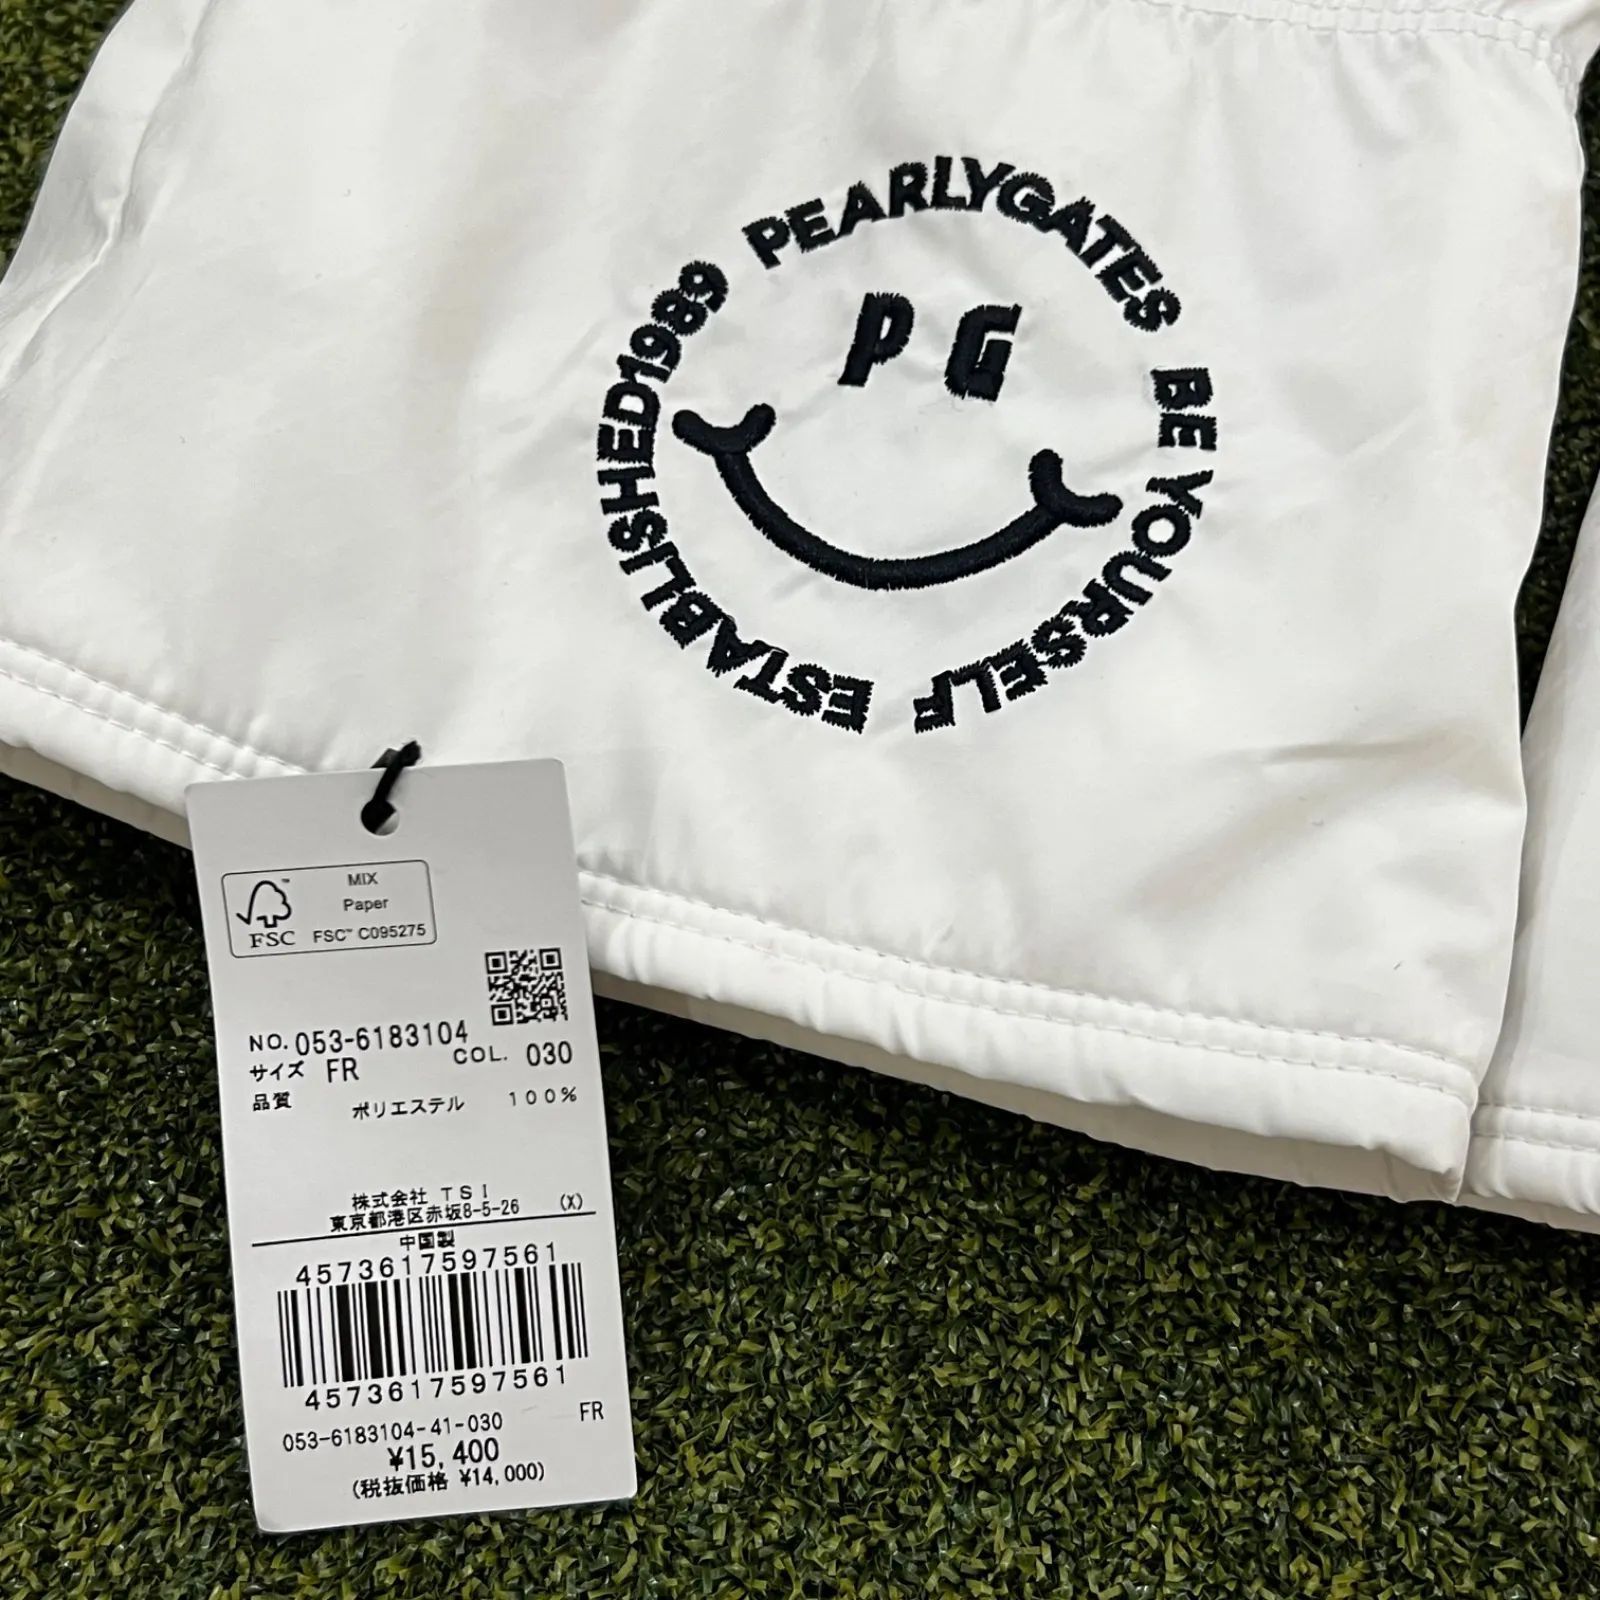 PEARLYGATES BE YOURSELF ESTABLISHED1989
PG
FSC™
MIX
Paper
FSC™ C095275
NO. 053-6183104
サイズ FR COL. 030
品質 ポリエステル 100%
株式会社 TSI
東京都港区赤坂8-5-26 (X)
中国製
4573617597561
4573617597561
053-6183104-41-030 FR
¥15,400
(税抜価格 ¥14,000)